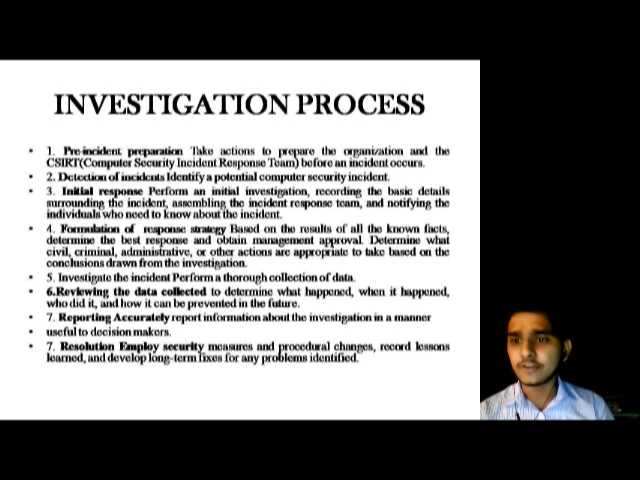 INVESTIGATION PROCESS
• 1. Pre-incident preparation Take actions to prepare the organization and the
CSIRT(Computer Security Incident Response Team) before an incident occurs.
• 2. Detection of incidents Identify a potential computer security incident.
• 3. Initial response Perform an initial investigation, recording the basic details
surrounding the incident, assembling the incident response team, and notifying the
individuals who need to know about the incident.
• 4. Formulation of response strategy Based on the results of all the known facts,
determine the best response and obtain management approval. Determine what
civil, criminal, administrative, or other actions are appropriate to take based on the
conclusions drawn from the investigation.
• 5. Investigate the incident Perform a thorough collection of data.
• 6.Reviewing the data collected to determine what happened, when it happened,
who did it, and how it can be prevented in the future.
• 7. Reporting Accurately report information about the investigation in a manner
• useful to decision makers.
• 7. Resolution Employ security measures and procedural changes, record lessons
learned, and develop long-term fixes for any problems identified.